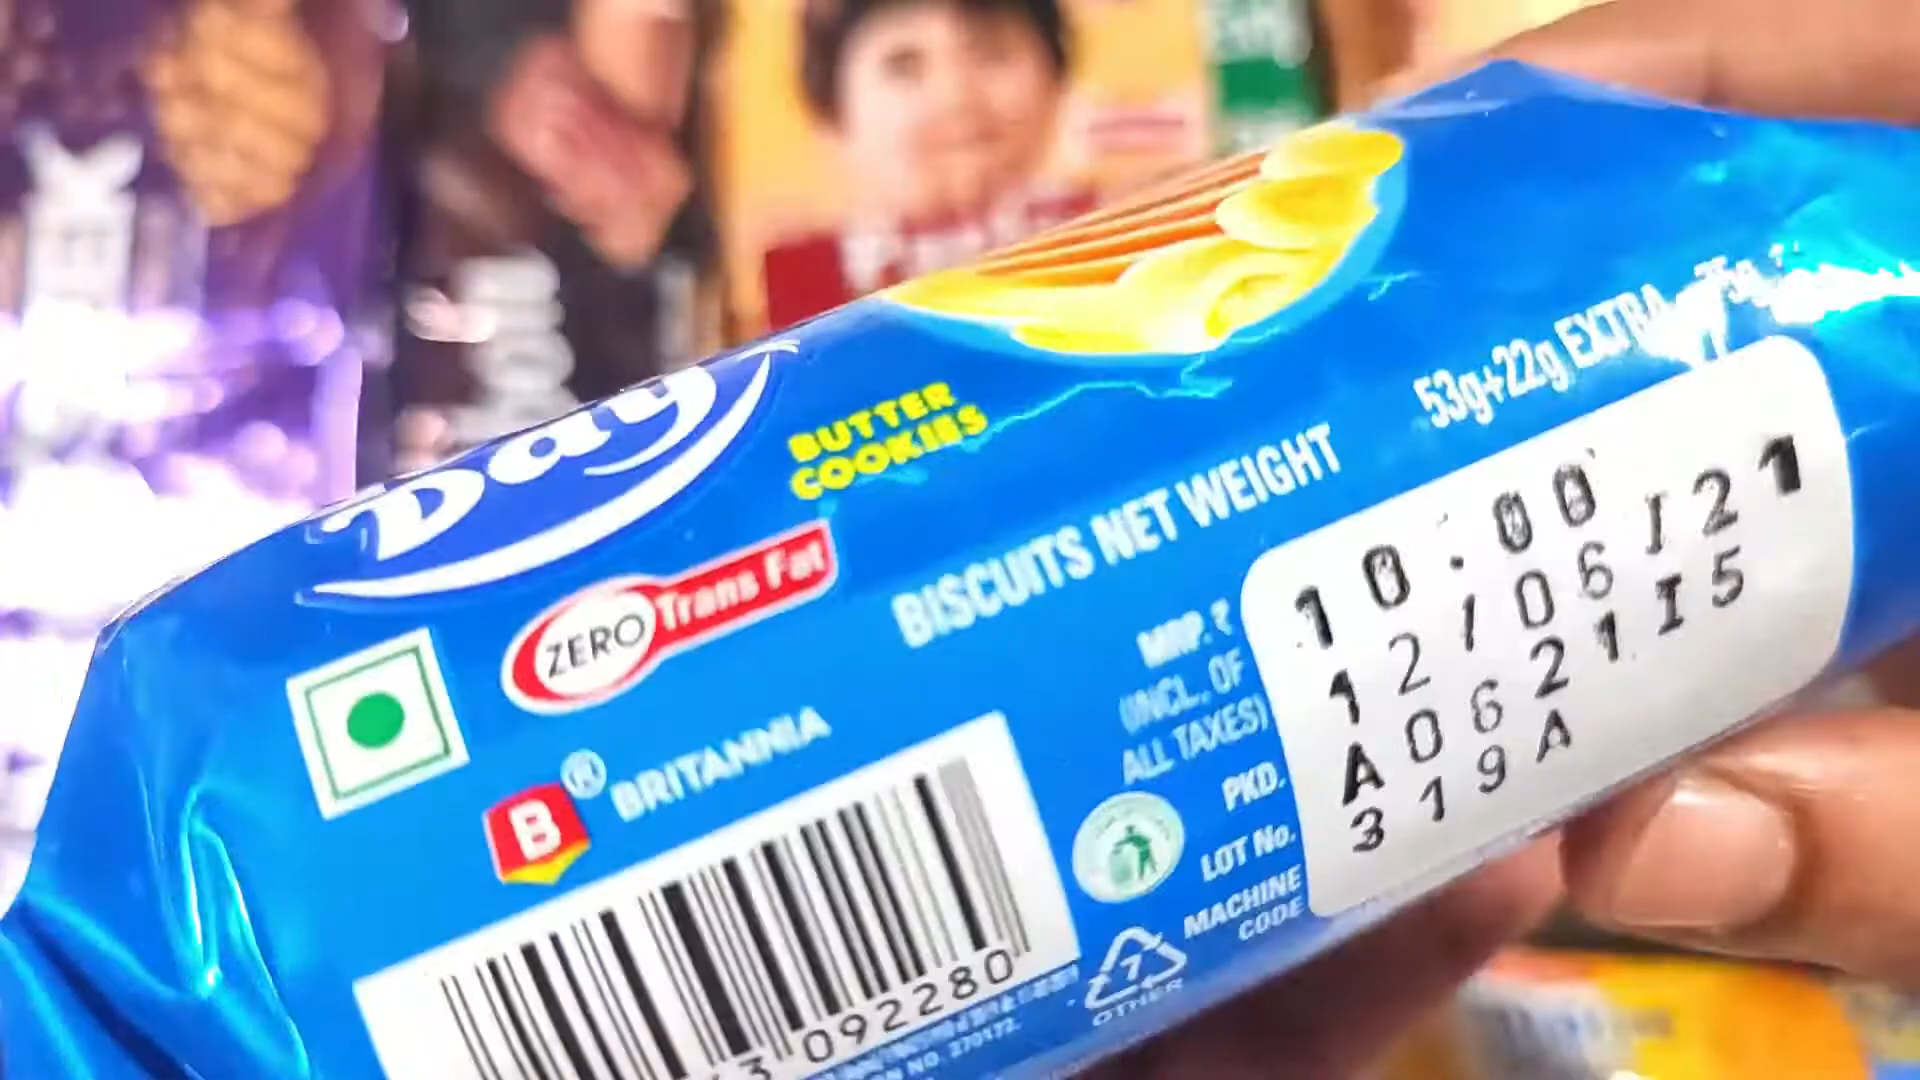 Day
BUTTER
COOKIES
ZERO Trans Fat
B ® BRITANNIA
BISCUITS NET WEIGHT
53g+22g EXTRA
MRP. ₹
(INCL. OF
ALL TAXES)
PKD.
LOT No.
MACHINE
CODE
10:00
12/06/21
A0621I5
319A
3 092280
7
OTHER